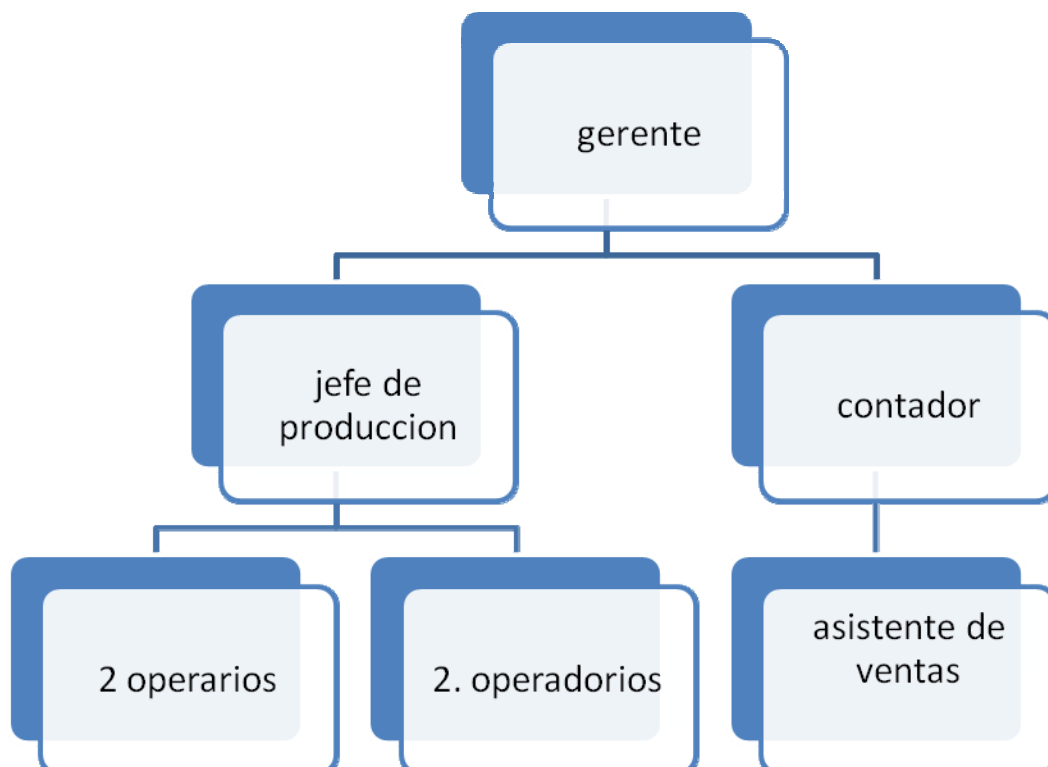 gerente
jefe de
produccion
contador
2 operarios
2. operadorios
asistente de
ventas